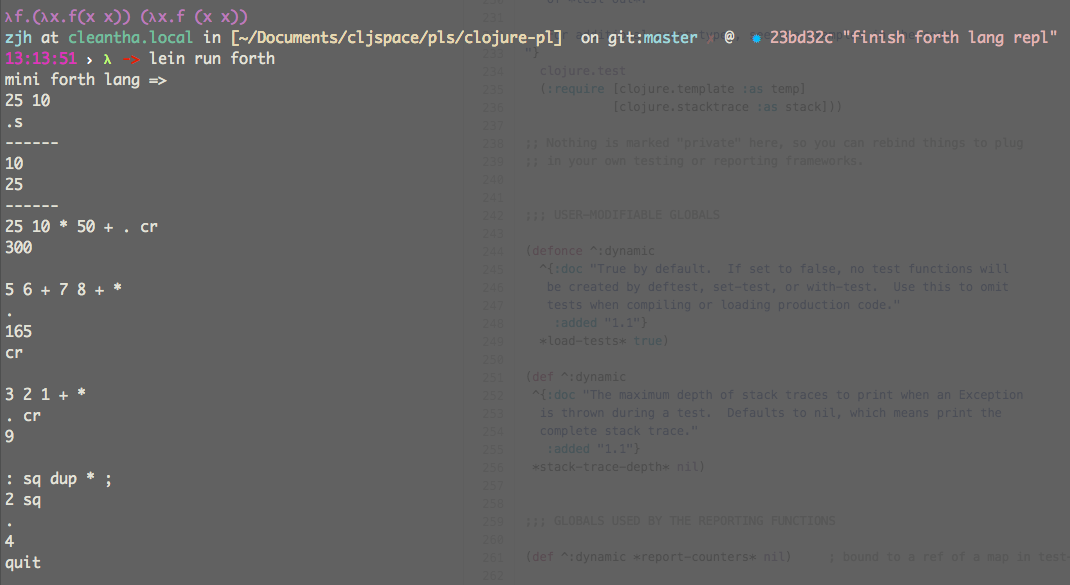 λf.(λx.f(x x)) (λx.f (x x))
zjh at cleantha.local in [~/Documents/cljspace/pls/clojure-pl] on git:master @ ✹ 23bd32c "finish forth lang repl"
13:13:51 › λ -> lein run forth
mini forth lang =>
25 10
.s
------
10
25
------
25 10 * 50 + . cr
300
5 6 + 7 8 + *
.
165
cr
3 2 1 + *
. cr
9
: sq dup * ;
2 sq
.
4
quit
"}
234 clojure.test
235 (:require [clojure.template :as temp]
236 [clojure.stacktrace :as stack]))
237
238 ;; Nothing is marked "private" here, so you can rebind things to plug
239 ;; in your own testing or reporting frameworks.
240
241
242 ;;; USER-MODIFIABLE GLOBALS
243
244 (defonce ^:dynamic
245 ^{:doc "True by default. If set to false, no test functions will
246 be created by deftest, set-test, or with-test. Use this to omit
247 tests when compiling or loading production code."
248 :added "1.1"}
249 *load-tests* true)
250
251 (def ^:dynamic
252 ^{:doc "The maximum depth of stack traces to print when an Exception
253 is thrown during a test. Defaults to nil, which means print the
254 complete stack trace."
255 :added "1.1"}
256 *stack-trace-depth* nil)
257
258
259 ;;; GLOBALS USED BY THE REPORTING FUNCTIONS
260
261 (def ^:dynamic *report-counters* nil) ; bound to a ref of a map in test
262